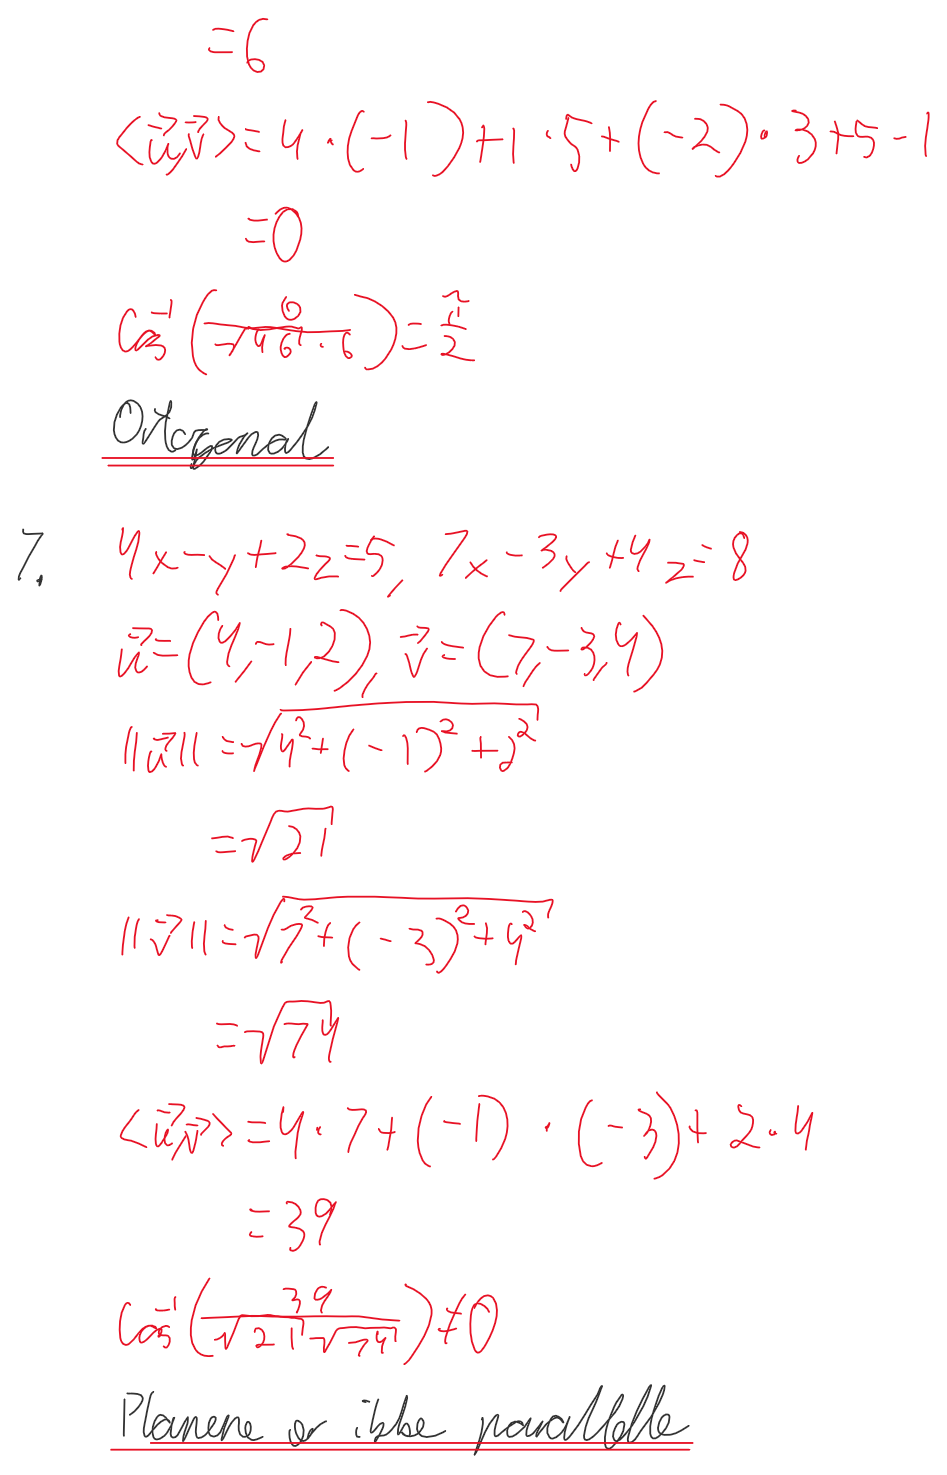 =6
<u⃗,v⃗>=4·(-1)+1·5+(-2)·3+5-1
=0
cos⁻¹(0/(√46·6))=π/2
Ortogonal
7. 4x-y+2z=5, 7x-3y+4z=8
u⃗=(4,-1,2), v⃗=(7,-3,4)
||u⃗||=√(4²+(-1)²+2²)
=√21
||v⃗||=√(7²+(-3)²+4²)
=√74
<u⃗,v⃗>=4·7+(-1)·(-3)+2·4
=39
cos⁻¹(39/(√21√74))≠0
Planene er ikke parallelle